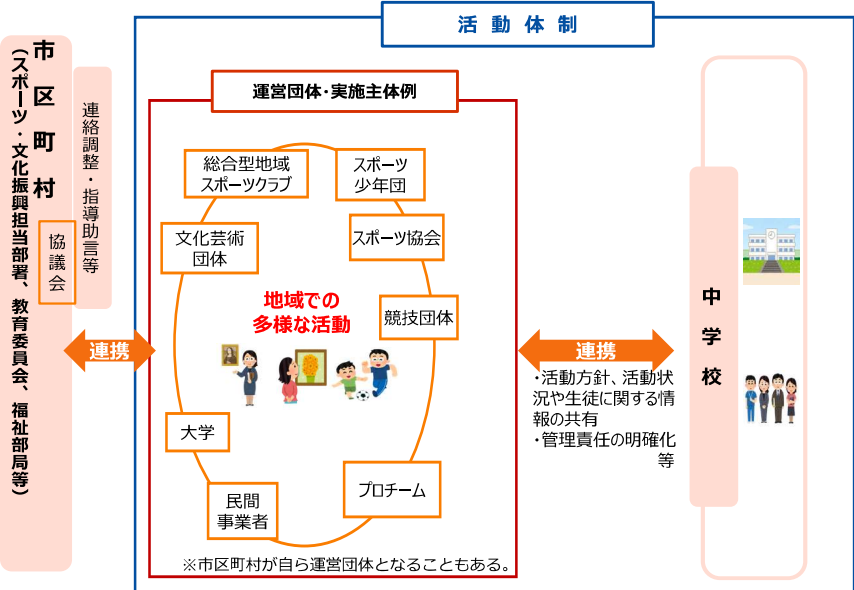 活動体制
市区町村
（スポーツ・文化振興担当部署、教育委員会、福祉部局等）
連絡調整・指導助言等
協議会
連携
運営団体・実施主体例
総合型地域
スポーツクラブ
スポーツ
少年団
文化芸術
団体
スポーツ協会
地域での
多様な活動
競技団体
大学
プロチーム
民間
事業者
※市区町村が自ら運営団体となることもある。
連携
・活動方針、活動状
況や生徒に関する情
報の共有
・管理責任の明確化
等
中学校